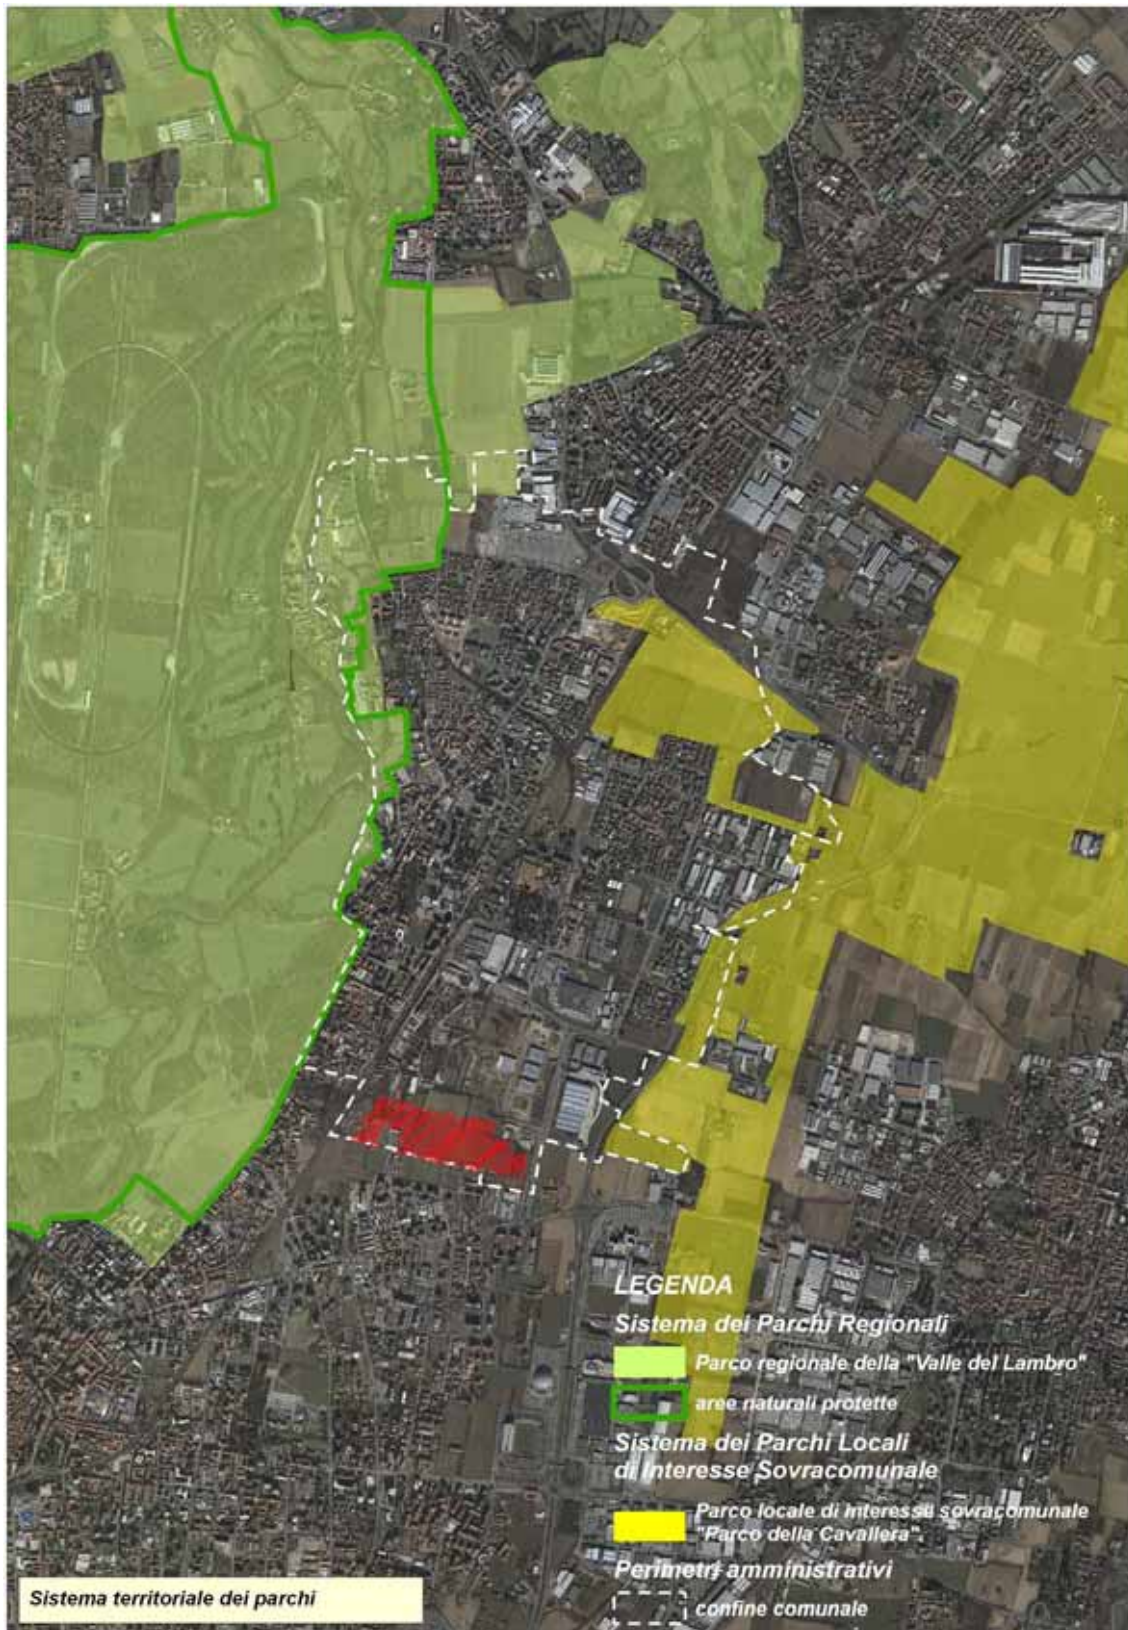 LEGENDA
Sistema dei Parchi Regionali
Parco regionale della "Valle del Lambro"
aree naturali protette
Sistema dei Parchi Locali
di Interesse Sovracomunale
Parco locale di interesse sovracomunale
"Parco della Cavallera".
Perimetri amministrativi
confine comunale
Sistema territoriale dei parchi